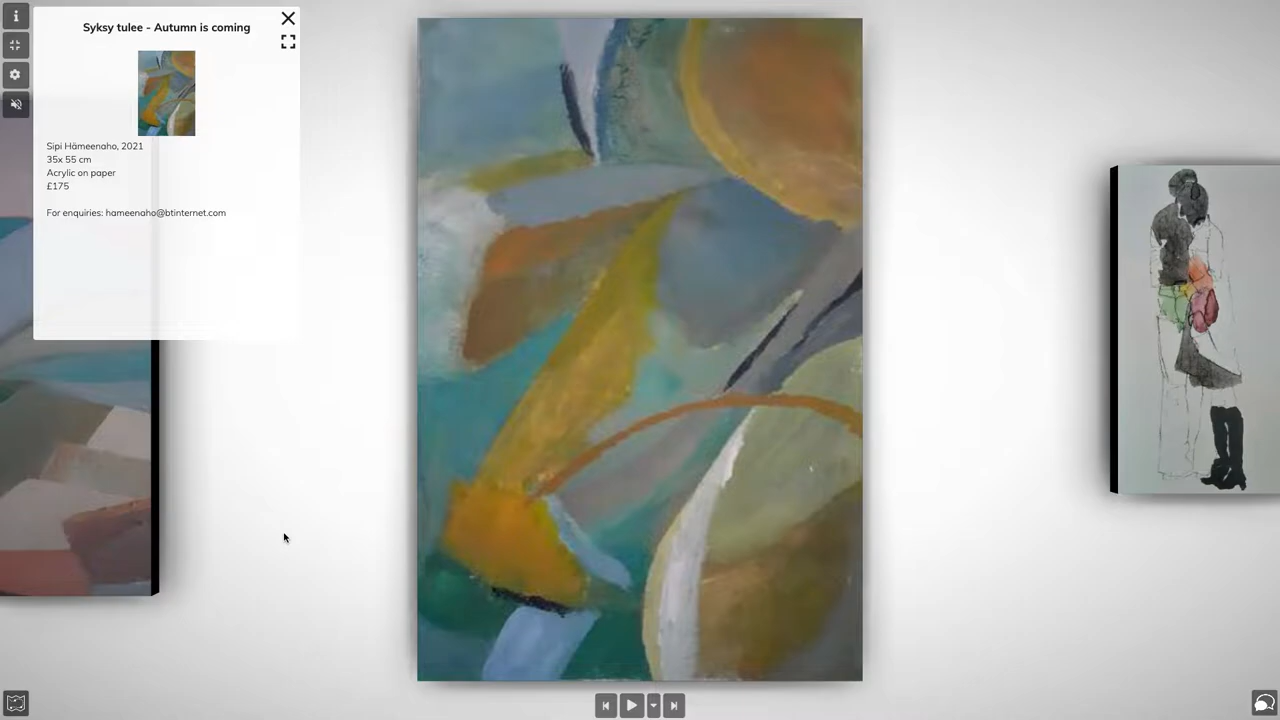 Syksy tulee - Autumn is coming
Sipi Hämeenaho, 2021
35x 55 cm
Acrylic on paper
£175
For enquiries: hameenaho@btinternet.com